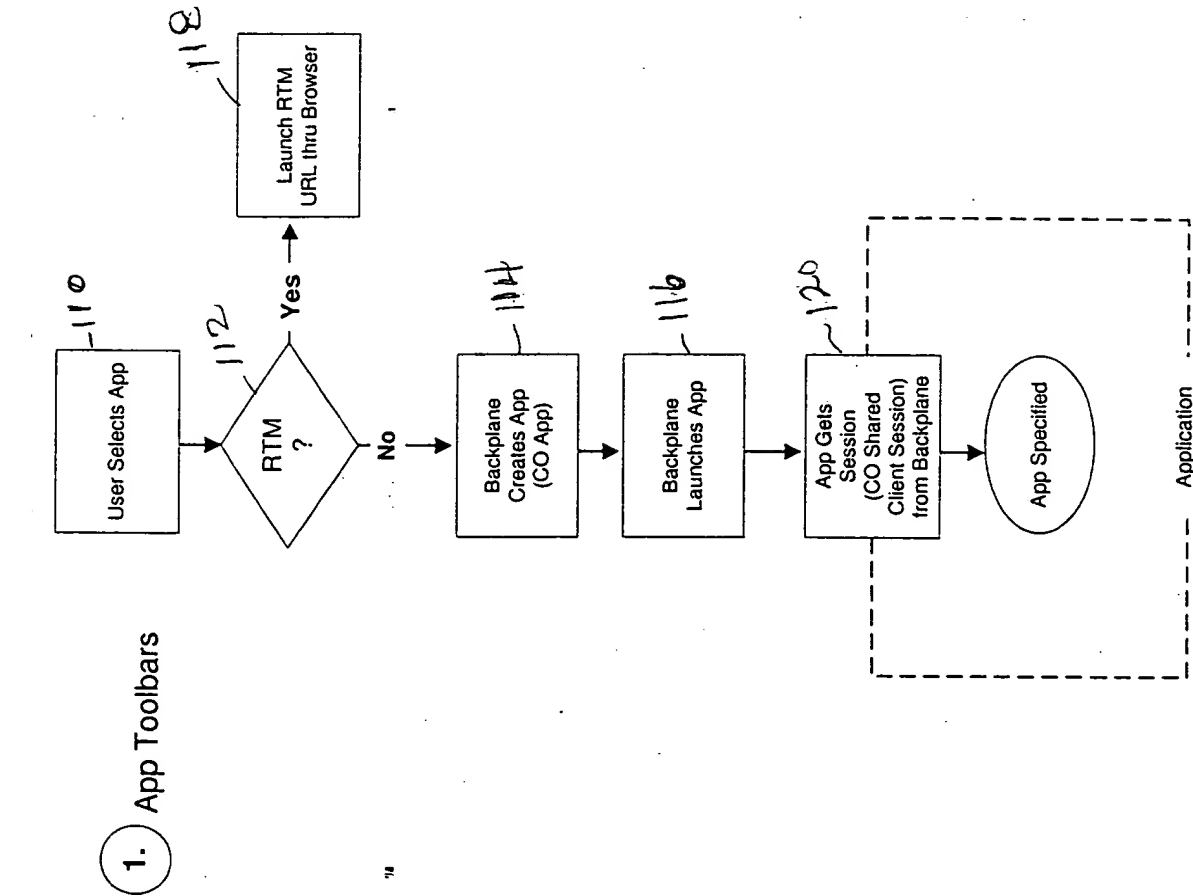 1.
App Toolbars
110
User Selects App
112
RTM
?
Yes
118
Launch RTM
URL thru Browser
No
114
Backplane
Creates App
(CO App)
116
Backplane
Launches App
120
App Gets
Session
(CO Shared
Client Session)
from Backplane
App Specified
Application